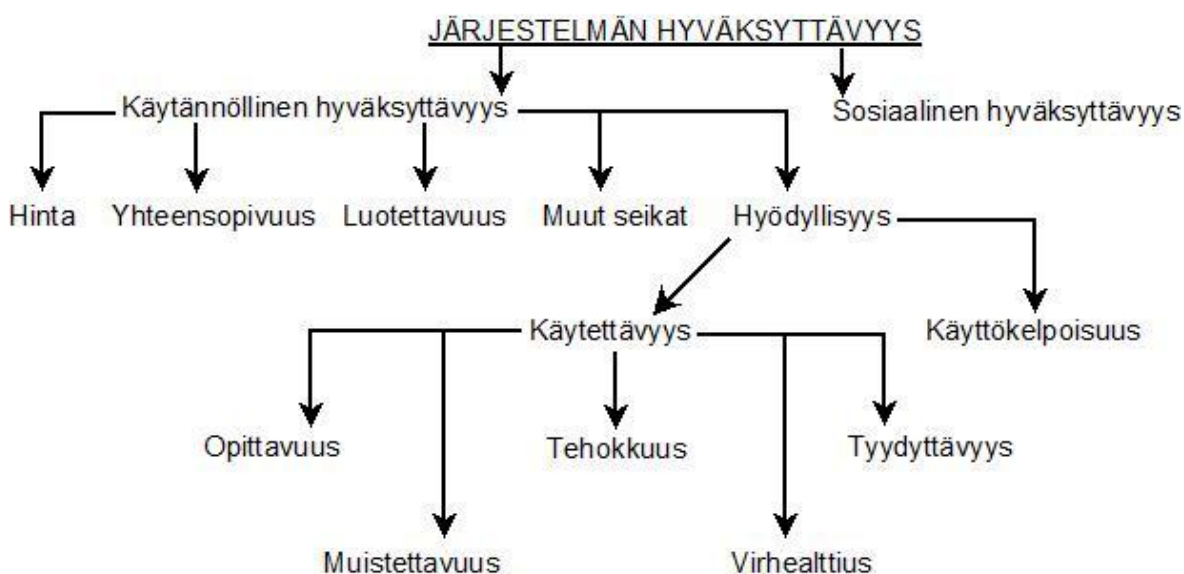 JÄRJESTELMÄN HYVÄKSYTTÄVYYS
Käytännöllinen hyväksyttävyys
Sosiaalinen hyväksyttävyys
Hinta
Yhteensopivuus
Luotettavuus
Muut seikat
Hyödyllisyys
Käytettävyys
Käyttökelpoisuus
Opittavuus
Tehokkuus
Tyydyttävyys
Muistettavuus
Virhealttius